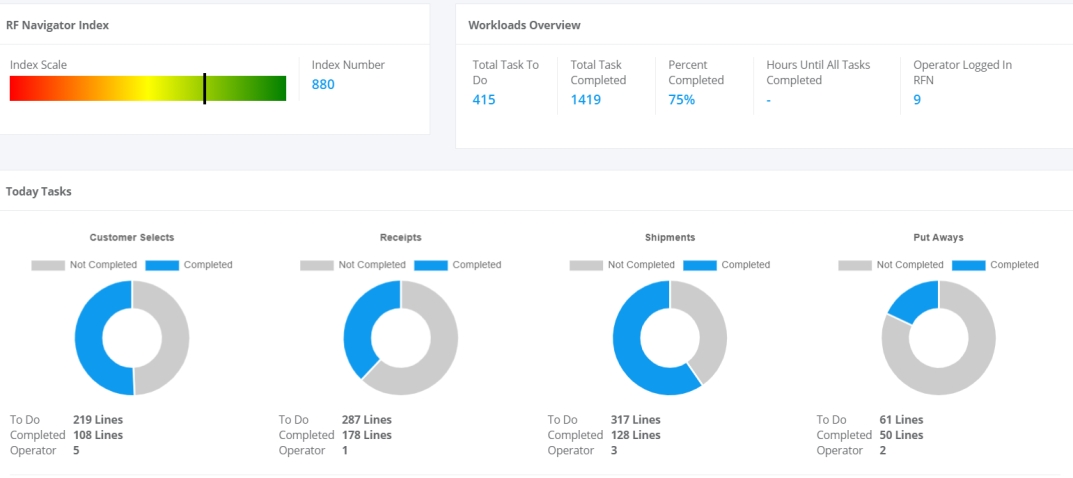 RF Navigator Index
Index Scale
Index Number
880
Workloads Overview
Total Task To
Do
415
Total Task
Completed
1419
Percent
Completed
75%
Hours Until All Tasks
Completed
-
Operator Logged In
RFN
9
Today Tasks
Customer Selects
Not Completed Completed
To Do 219 Lines
Completed 108 Lines
Operator 5
Receipts
Not Completed Completed
To Do 287 Lines
Completed 178 Lines
Operator 1
Shipments
Not Completed Completed
To Do 317 Lines
Completed 128 Lines
Operator 3
Put Aways
Not Completed Completed
To Do 61 Lines
Completed 50 Lines
Operator 2